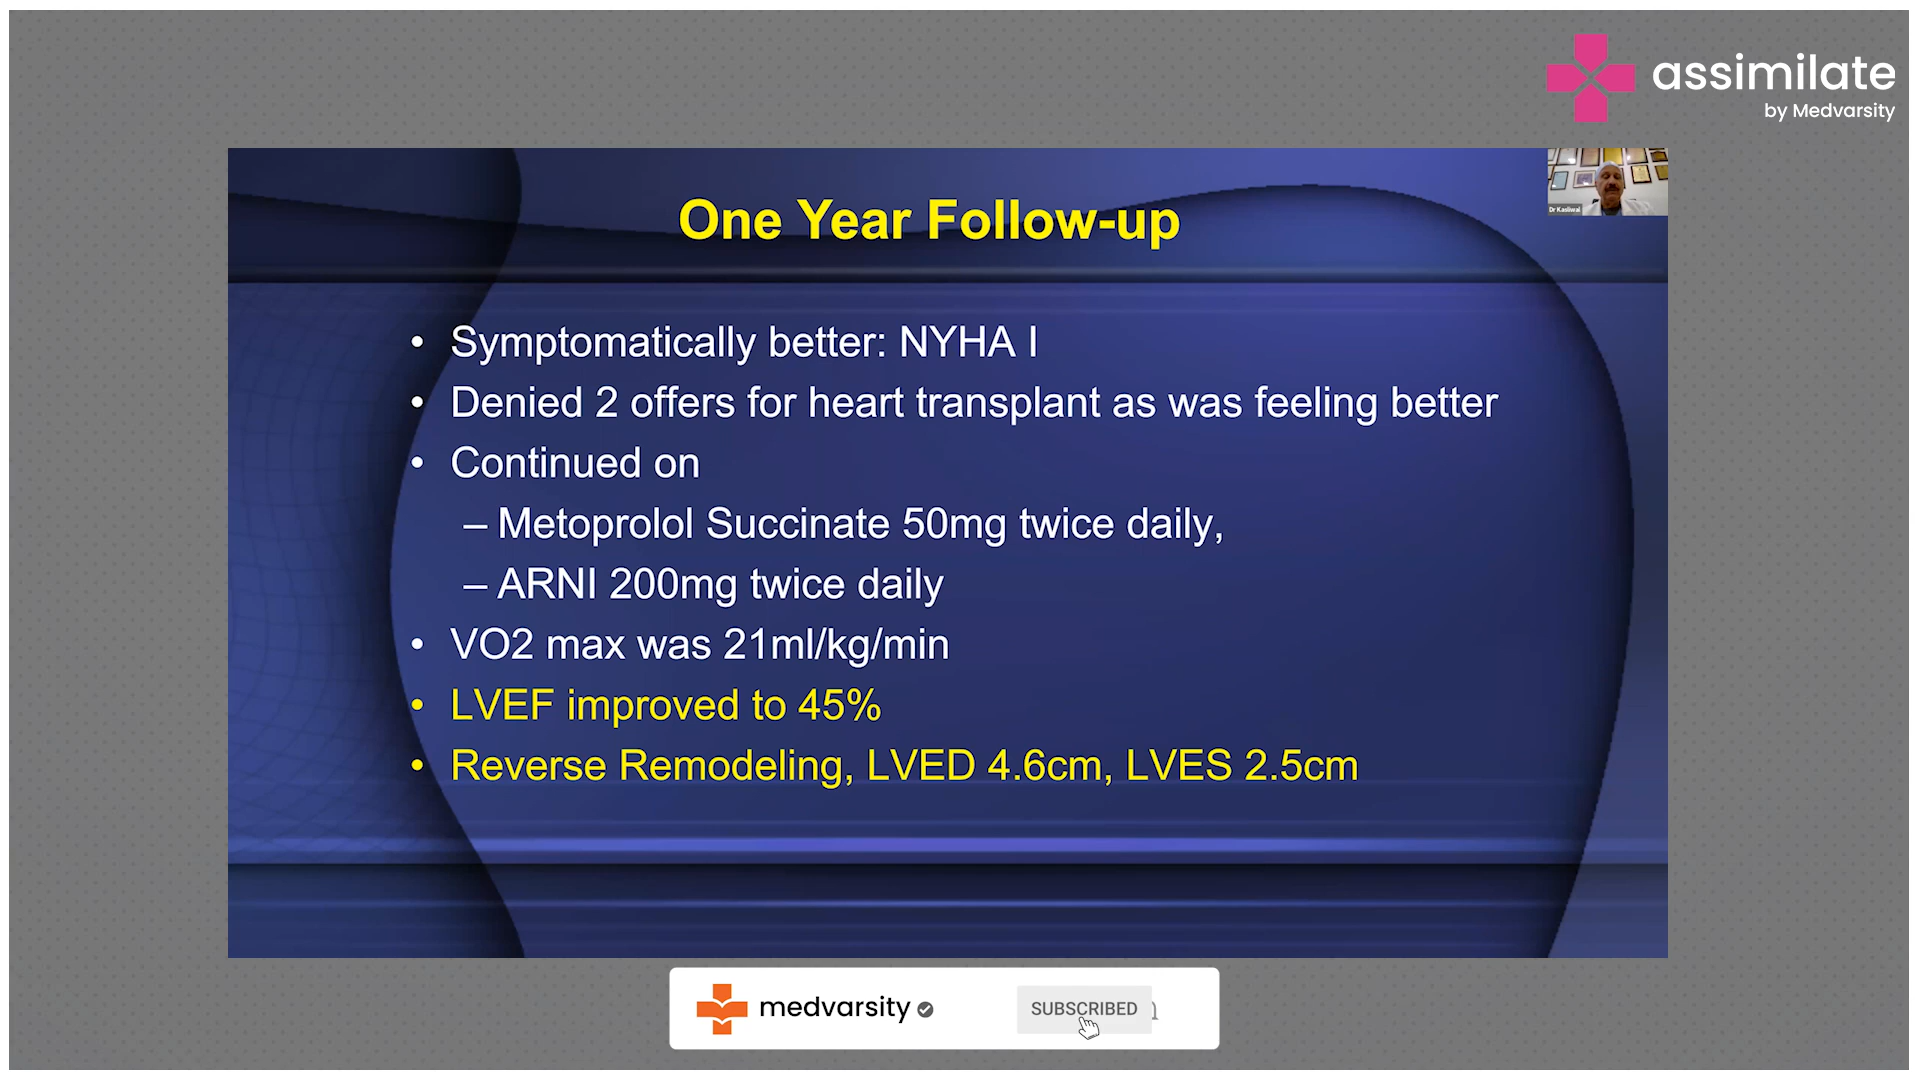 assimilate
by Medvarsity
One Year Follow-up
Dr Kasliwal
• Symptomatically better: NYHA I
• Denied 2 offers for heart transplant as was feeling better
• Continued on
– Metoprolol Succinate 50mg twice daily,
– ARNI 200mg twice daily
• VO2 max was 21ml/kg/min
• LVEF improved to 45%
• Reverse Remodeling, LVED 4.6cm, LVES 2.5cm
medvarsity
SUBSCRIBED